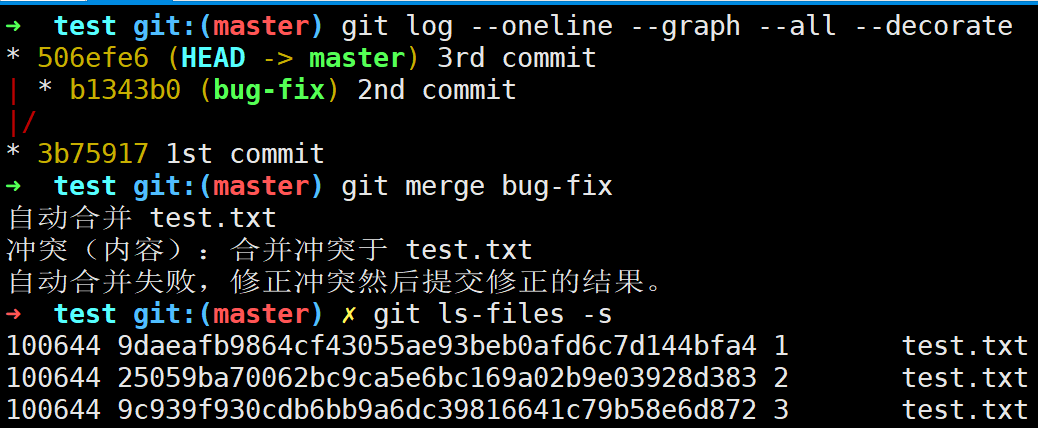 ➜  test git:(master) git log --oneline --graph --all --decorate
* 506efe6 (HEAD -> master) 3rd commit
| * b1343b0 (bug-fix) 2nd commit
|/
* 3b75917 1st commit
➜  test git:(master) git merge bug-fix
自动合并 test.txt
冲突（内容）：合并冲突于 test.txt
自动合并失败，修正冲突然后提交修正的结果。
➜  test git:(master) ✗ git ls-files -s
100644 9daeafb9864cf43055ae93beb0afd6c7d144bfa4 1       test.txt
100644 25059ba70062bc9ca5e6bc169a02b9e03928d383 2       test.txt
100644 9c939f930cdb6bb9a6dc39816641c79b58e6d872 3       test.txt